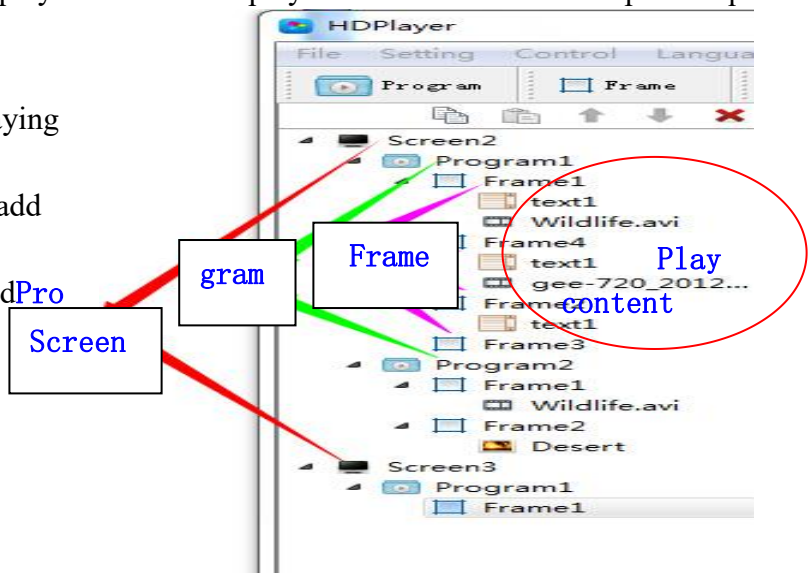 HDPlayer
File Setting Control Langua
Program Frame
ying
Screen2
Program1
Frame1
add
text1
Wildlife.avi
Frame4
Frame
Play
text1
gram
gee-720_2012...
content
dPro
text1
Screen
Frame3
Program2
Frame1
Wildlife.avi
Frame2
Desert
Screen3
Program1
Frame1